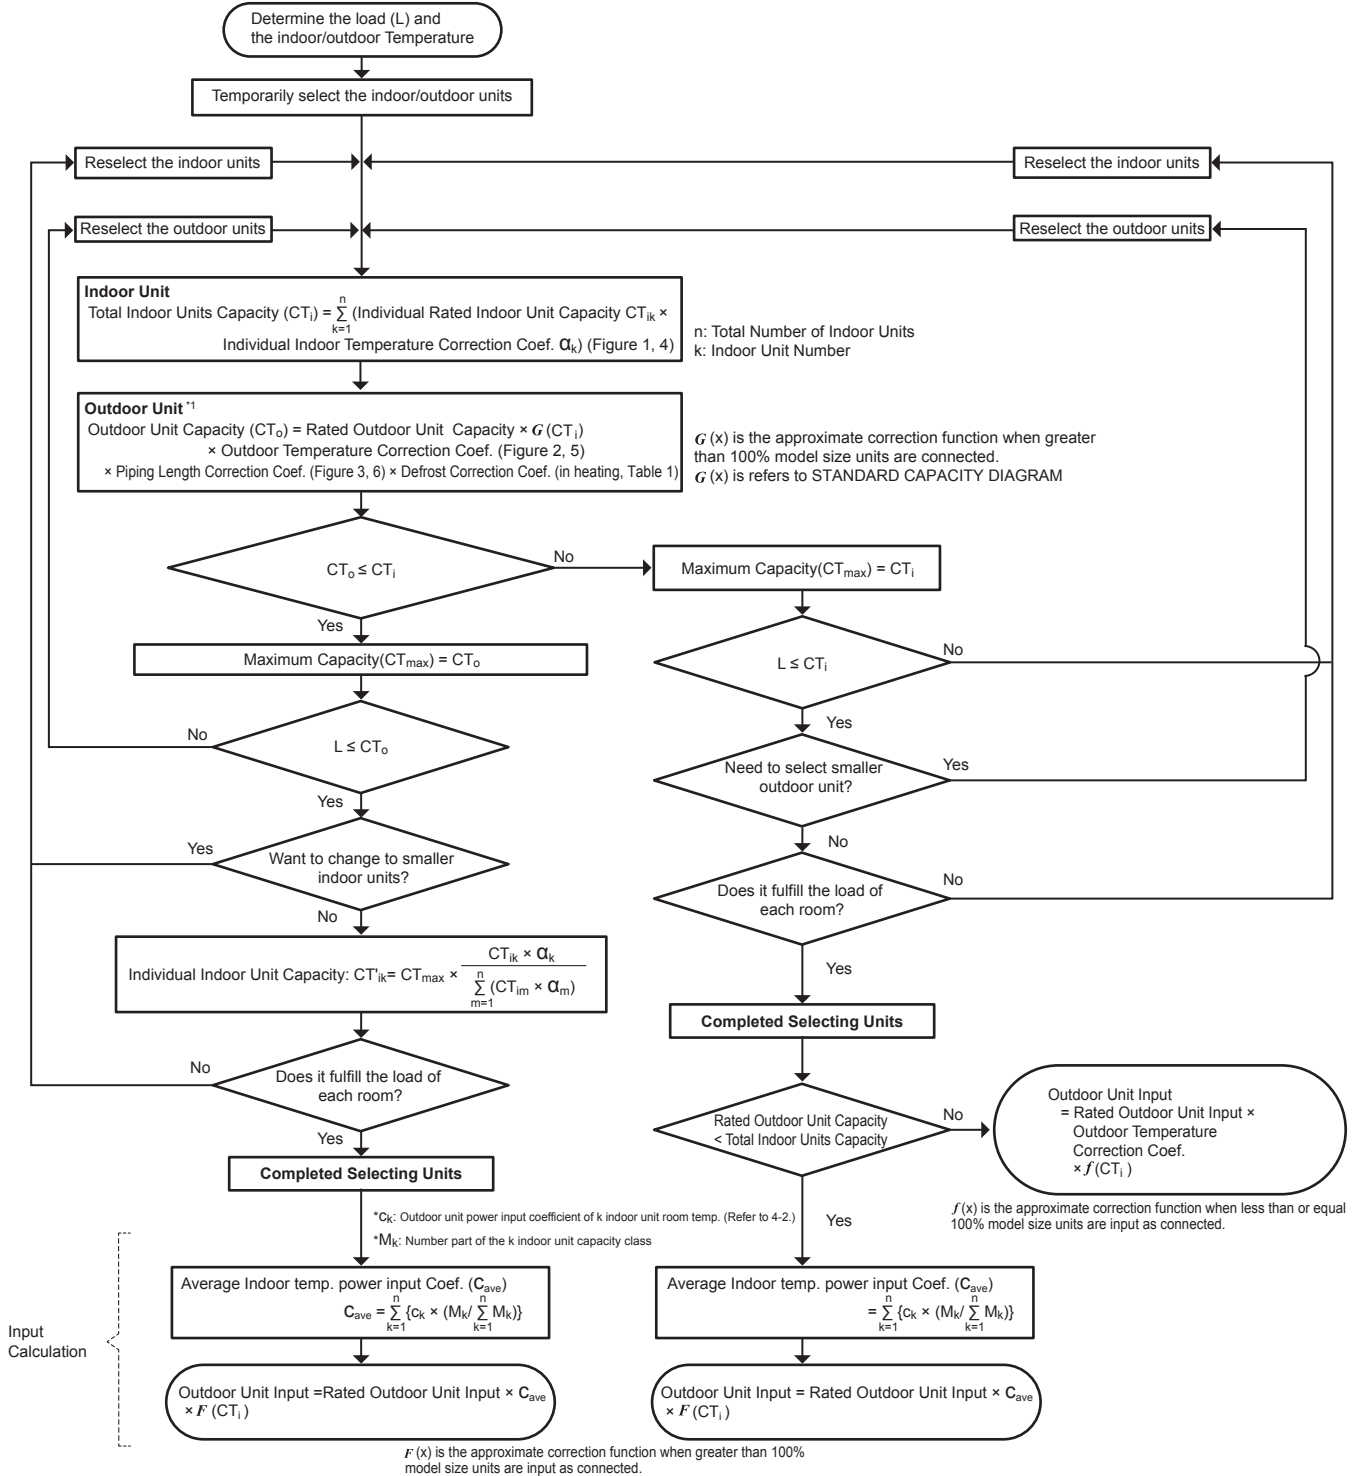 Determine the load (L) and
the indoor/outdoor Temperature
Temporarily select the indoor/outdoor units
Reselect the indoor units
Reselect the indoor units
Reselect the outdoor units
Reselect the outdoor units
Indoor Unit
Total Indoor Units Capacity (CTi) = Σ(k=1 to n) (Individual Rated Indoor Unit Capacity CTik ×
Individual Indoor Temperature Correction Coef. αk) (Figure 1, 4)
n: Total Number of Indoor Units
k: Indoor Unit Number
Outdoor Unit *1
Outdoor Unit Capacity (CTo) = Rated Outdoor Unit Capacity × G (CTi)
× Outdoor Temperature Correction Coef. (Figure 2, 5)
× Piping Length Correction Coef. (Figure 3, 6) × Defrost Correction Coef. (in heating, Table 1)
G (x) is the approximate correction function when greater
than 100% model size units are connected.
G (x) is refers to STANDARD CAPACITY DIAGRAM
CTo ≤ CTi
No
Maximum Capacity(CTmax) = CTi
Yes
Maximum Capacity(CTmax) = CTo
L ≤ CTi
No
Yes
L ≤ CTo
No
Yes
Need to select smaller
outdoor unit?
Yes
No
Want to change to smaller
indoor units?
Yes
No
Does it fulfill the load of
each room?
No
Yes
Individual Indoor Unit Capacity: CT'ik= CTmax × (CTik × αk) / (Σ(m=1 to n) (CTim × αm))
Completed Selecting Units
Does it fulfill the load of
each room?
No
Yes
Completed Selecting Units
Rated Outdoor Unit Capacity
< Total Indoor Units Capacity
No
Yes
Outdoor Unit Input
= Rated Outdoor Unit Input ×
Outdoor Temperature
Correction Coef.
× f (CTi )
f (x) is the approximate correction function when less than or equal
100% model size units are input as connected.
*ck: Outdoor unit power input coefficient of k indoor unit room temp. (Refer to 4-2.)
*Mk: Number part of the k indoor unit capacity class
Input
Calculation
Average Indoor temp. power input Coef. (Cave)
Cave = Σ(k=1 to n) {ck × (Mk/ Σ(k=1 to n) Mk)}
Average Indoor temp. power input Coef. (Cave)
= Σ(k=1 to n) {ck × (Mk/ Σ(k=1 to n) Mk)}
Outdoor Unit Input =Rated Outdoor Unit Input × Cave
× F (CTi )
Outdoor Unit Input = Rated Outdoor Unit Input × Cave
× F (CTi )
F (x) is the approximate correction function when greater than 100%
model size units are input as connected.